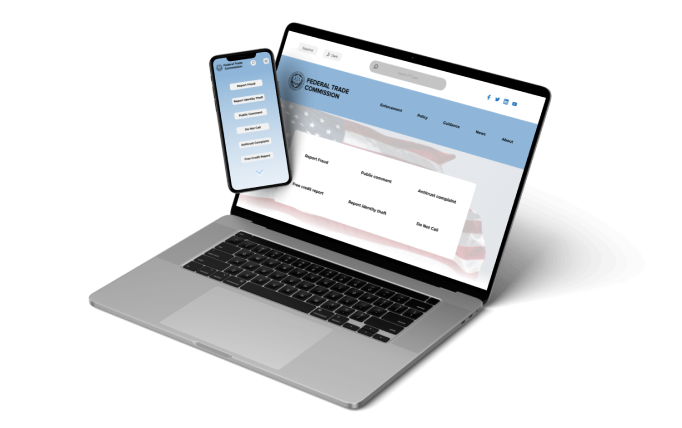 FEDERAL TRADE
COMMISSION
Report Fraud
Report Identity theft
Public comment
Do Not Call
Antitrust Complaint
Free Credit Report
Español
FEDERAL TRADE
COMMISSION
Enforcement
Policy
Guidance
News
About
Report Fraud
Public comment
Antitrust complaint
Free credit report
Report identity theft
Do Not Call